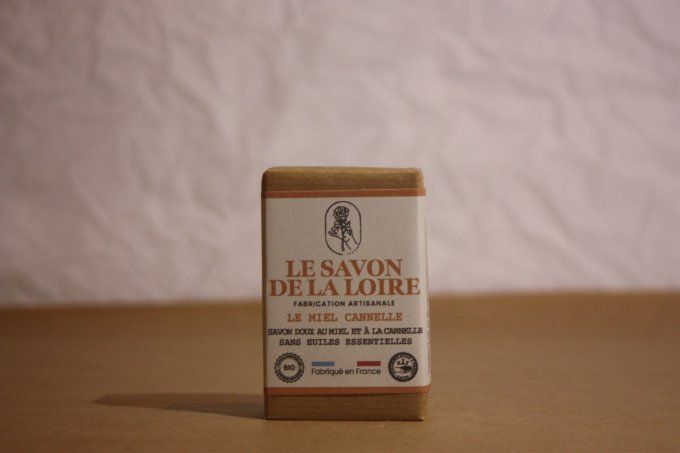 LE SAVON
DE LA LOIRE
FABRICATION ARTISANALE
LE MIEL CANNELLE
SAVON DOUX AU MIEL ET À LA CANNELLE
SANS HUILES ESSENTIELLES
BIO
Fabriqué en France